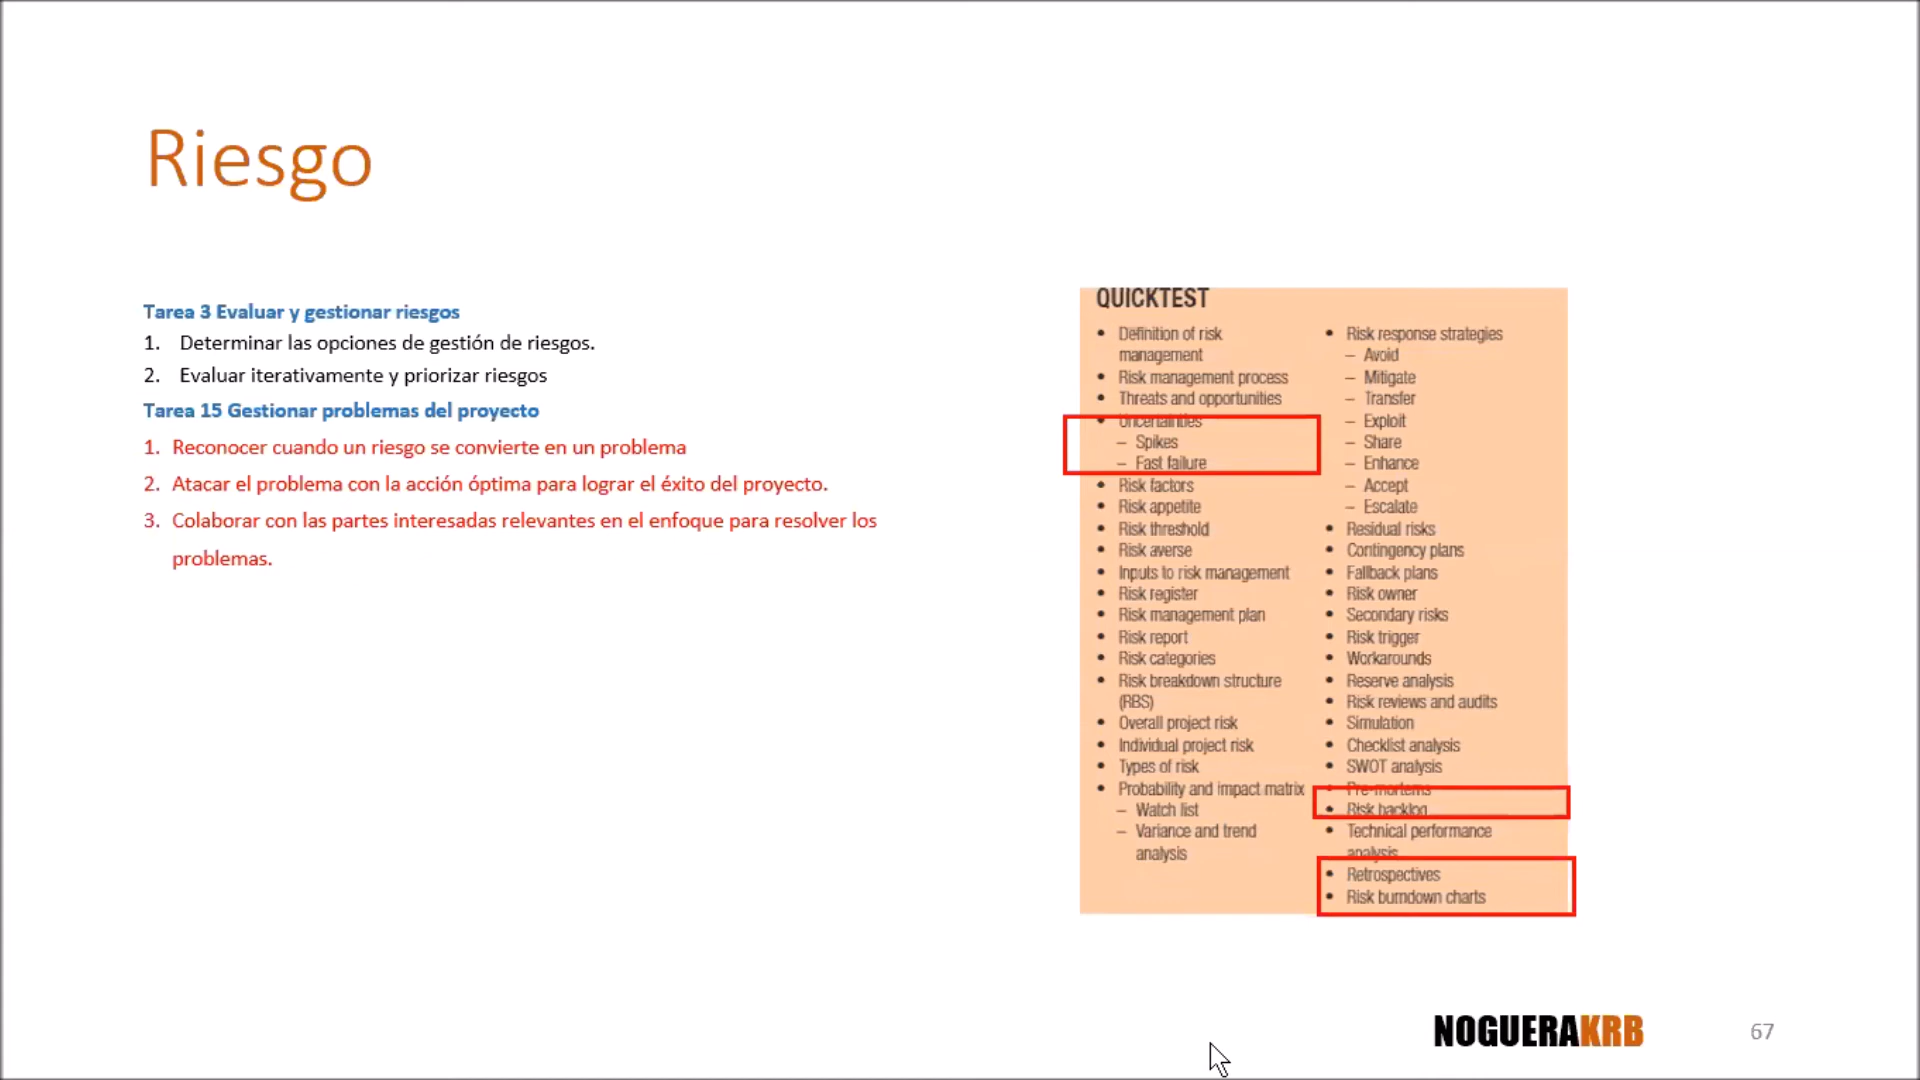 Riesgo
Tarea 3 Evaluar y gestionar riesgos
1. Determinar las opciones de gestión de riesgos.
2. Evaluar iterativamente y priorizar riesgos
Tarea 15 Gestionar problemas del proyecto
1. Reconocer cuando un riesgo se convierte en un problema
2. Atacar el problema con la acción óptima para lograr el éxito del proyecto.
3. Colaborar con las partes interesadas relevantes en el enfoque para resolver los
problemas.
QUICKTEST
• Definition of risk
management
• Risk management process
• Threats and opportunities
• Uncertainties
– Spikes
– Fast failure
• Risk factors
• Risk appetite
• Risk threshold
• Risk averse
• Inputs to risk management
• Risk register
• Risk management plan
• Risk report
• Risk categories
• Risk breakdown structure
(RBS)
• Overall project risk
• Individual project risk
• Types of risk
• Probability and impact matrix
– Watch list
– Variance and trend
analysis
• Risk response strategies
– Avoid
– Mitigate
– Transfer
– Exploit
– Share
– Enhance
– Accept
– Escalate
• Residual risks
• Contingency plans
• Fallback plans
• Risk owner
• Secondary risks
• Risk trigger
• Workarounds
• Reserve analysis
• Risk reviews and audits
• Simulation
• Checklist analysis
• SWOT analysis
• Pre-mortems
• Risk backlog
• Technical performance
analysis
• Retrospectives
• Risk burndown charts
NOGUERAKRB
67